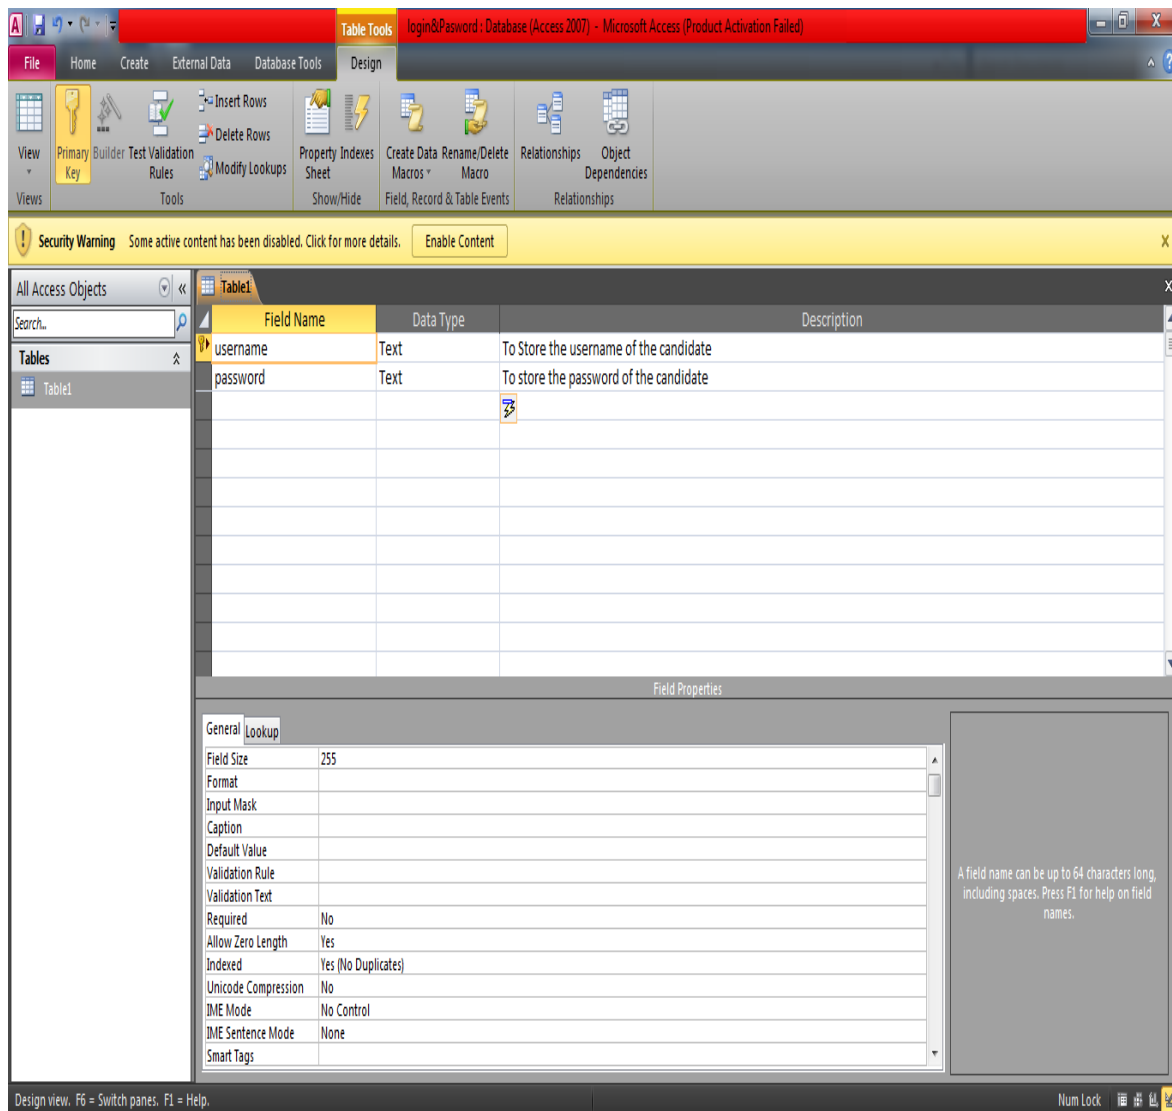 Table Tools
login&Pasword : Database (Access 2007) - Microsoft Access (Product Activation Failed)
File Home Create External Data Database Tools Design
View
Views
Primary Key
Builder
Test Validation Rules
Insert Rows
Delete Rows
Modify Lookups
Tools
Property Sheet
Indexes
Show/Hide
Create Data Macros
Rename/Delete Macro
Field, Record & Table Events
Relationships
Object Dependencies
Relationships
Security Warning Some active content has been disabled. Click for more details. Enable Content
All Access Objects
Search...
Tables
Table1
Table1
Field Name Data Type Description
username Text To Store the username of the candidate
password Text To store the password of the candidate
Field Properties
General Lookup
Field Size 255
Format
Input Mask
Caption
Default Value
Validation Rule
Validation Text
Required No
Allow Zero Length Yes
Indexed Yes (No Duplicates)
Unicode Compression No
IME Mode No Control
IME Sentence Mode None
Smart Tags
A field name can be up to 64 characters long,
including spaces. Press F1 for help on field
names.
Design view. F6 = Switch panes. F1 = Help.
Num Lock